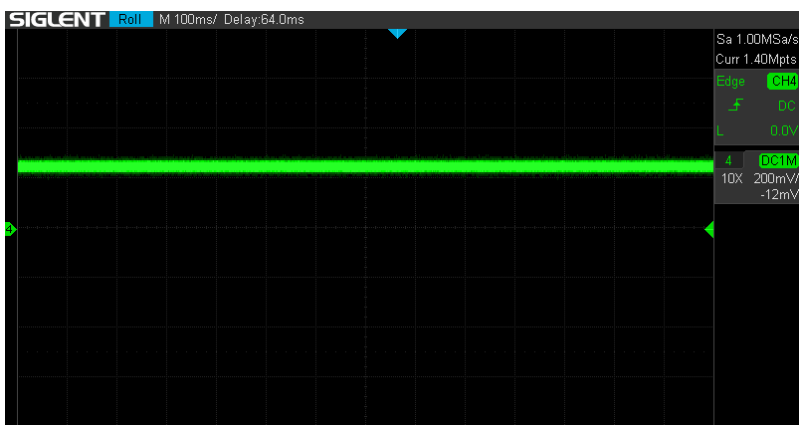 SIGLENT Roll M 100ms/ Delay:64.0ms
Sa 1.00MSa/s
Curr 1.40Mpts
Edge CH4
DC
L 0.0V
4 DC1M
10X 200mV/
-12mV
4